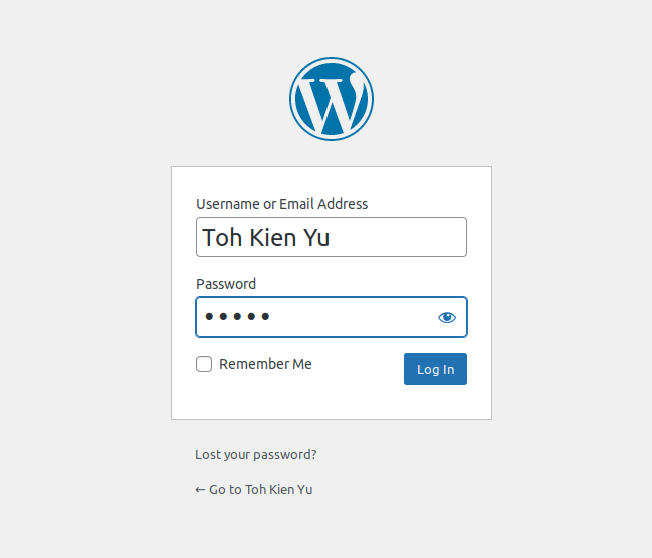 Username or Email Address
Toh Kien Yu
Password
•••••
Remember Me
Log In
Lost your password?
← Go to Toh Kien Yu